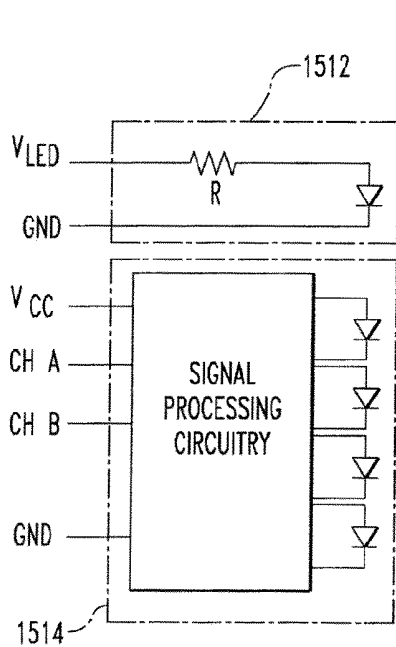 1512
VLED
R
GND
VCC
CH A
CH B
SIGNAL
PROCESSING
CIRCUITRY
GND
1514